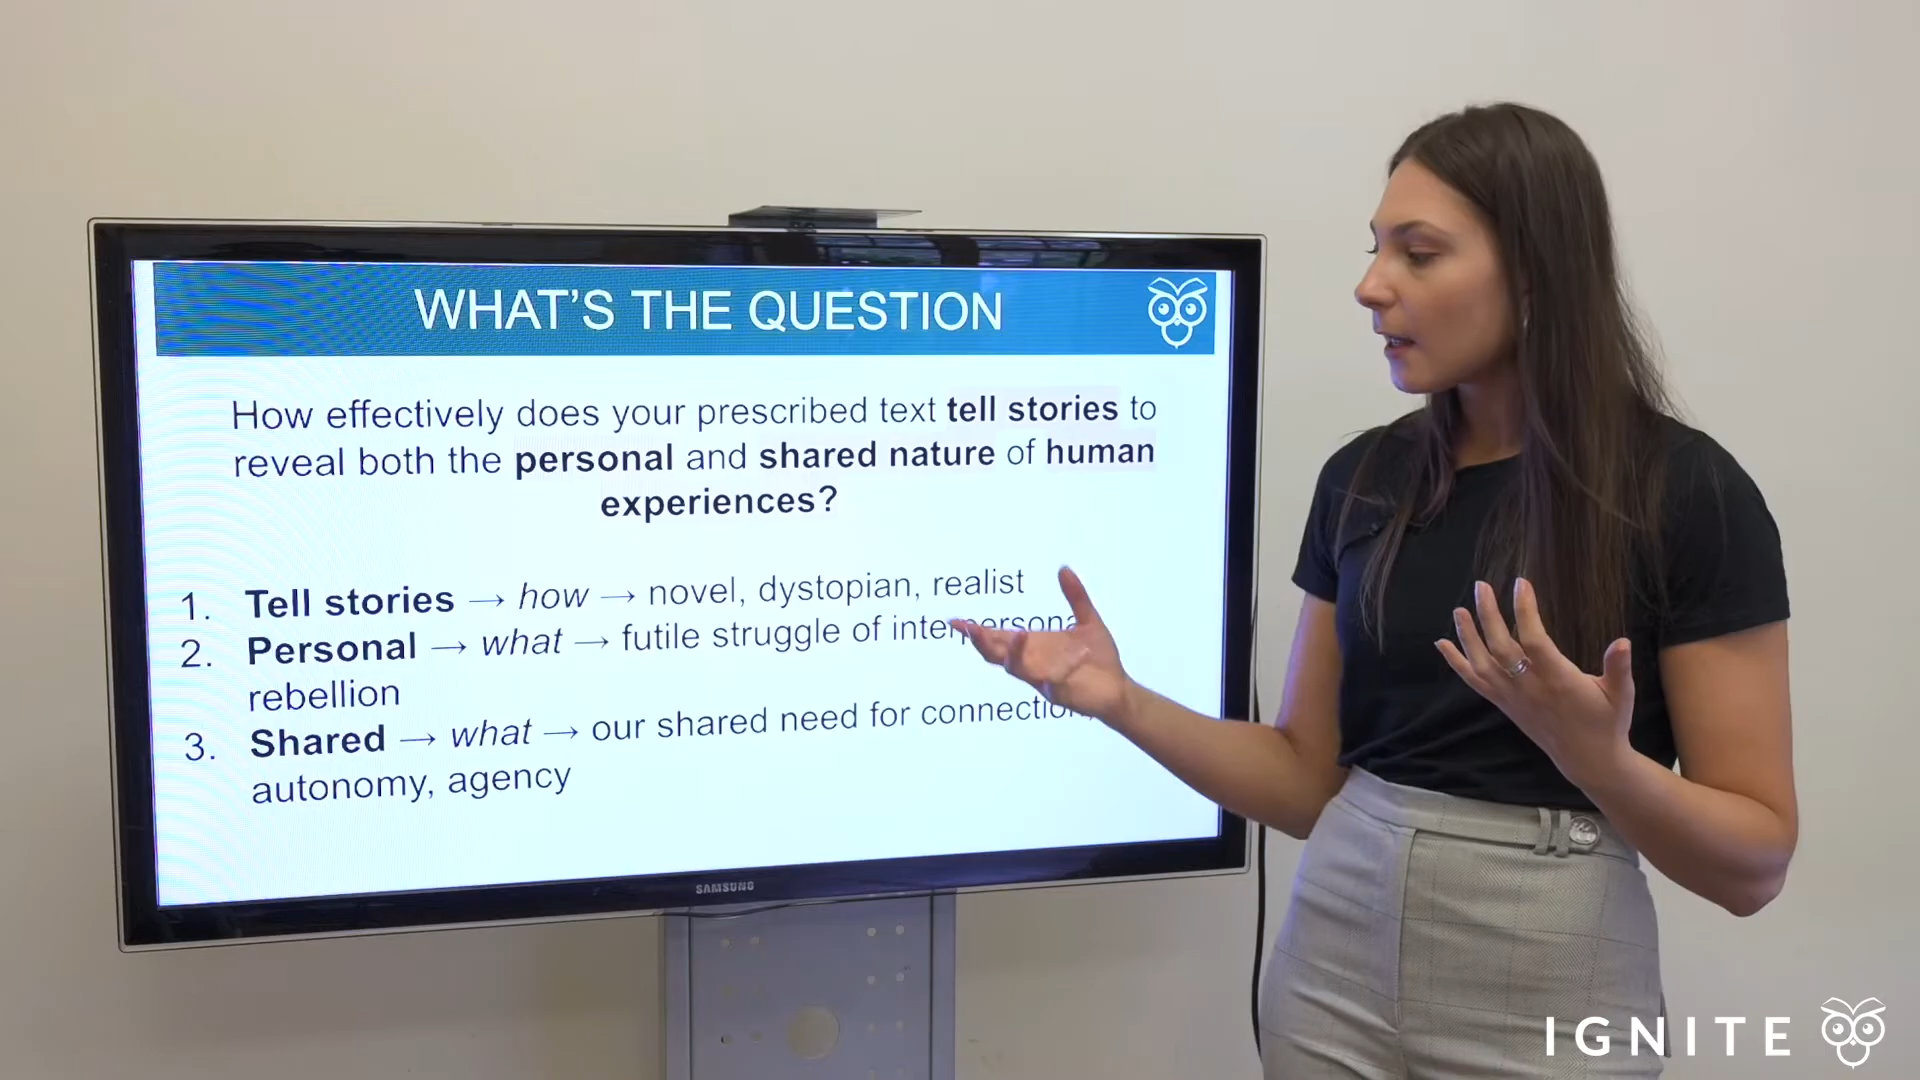 WHAT'S THE QUESTION
How effectively does your prescribed text tell stories to
reveal both the personal and shared nature of human
experiences?
1. Tell stories → how → novel, dystopian, realist
2. Personal → what → futile struggle of
rebellion
3. Shared → what → our shared need for
autonomy, agency
SAMSUNG
IGNITE